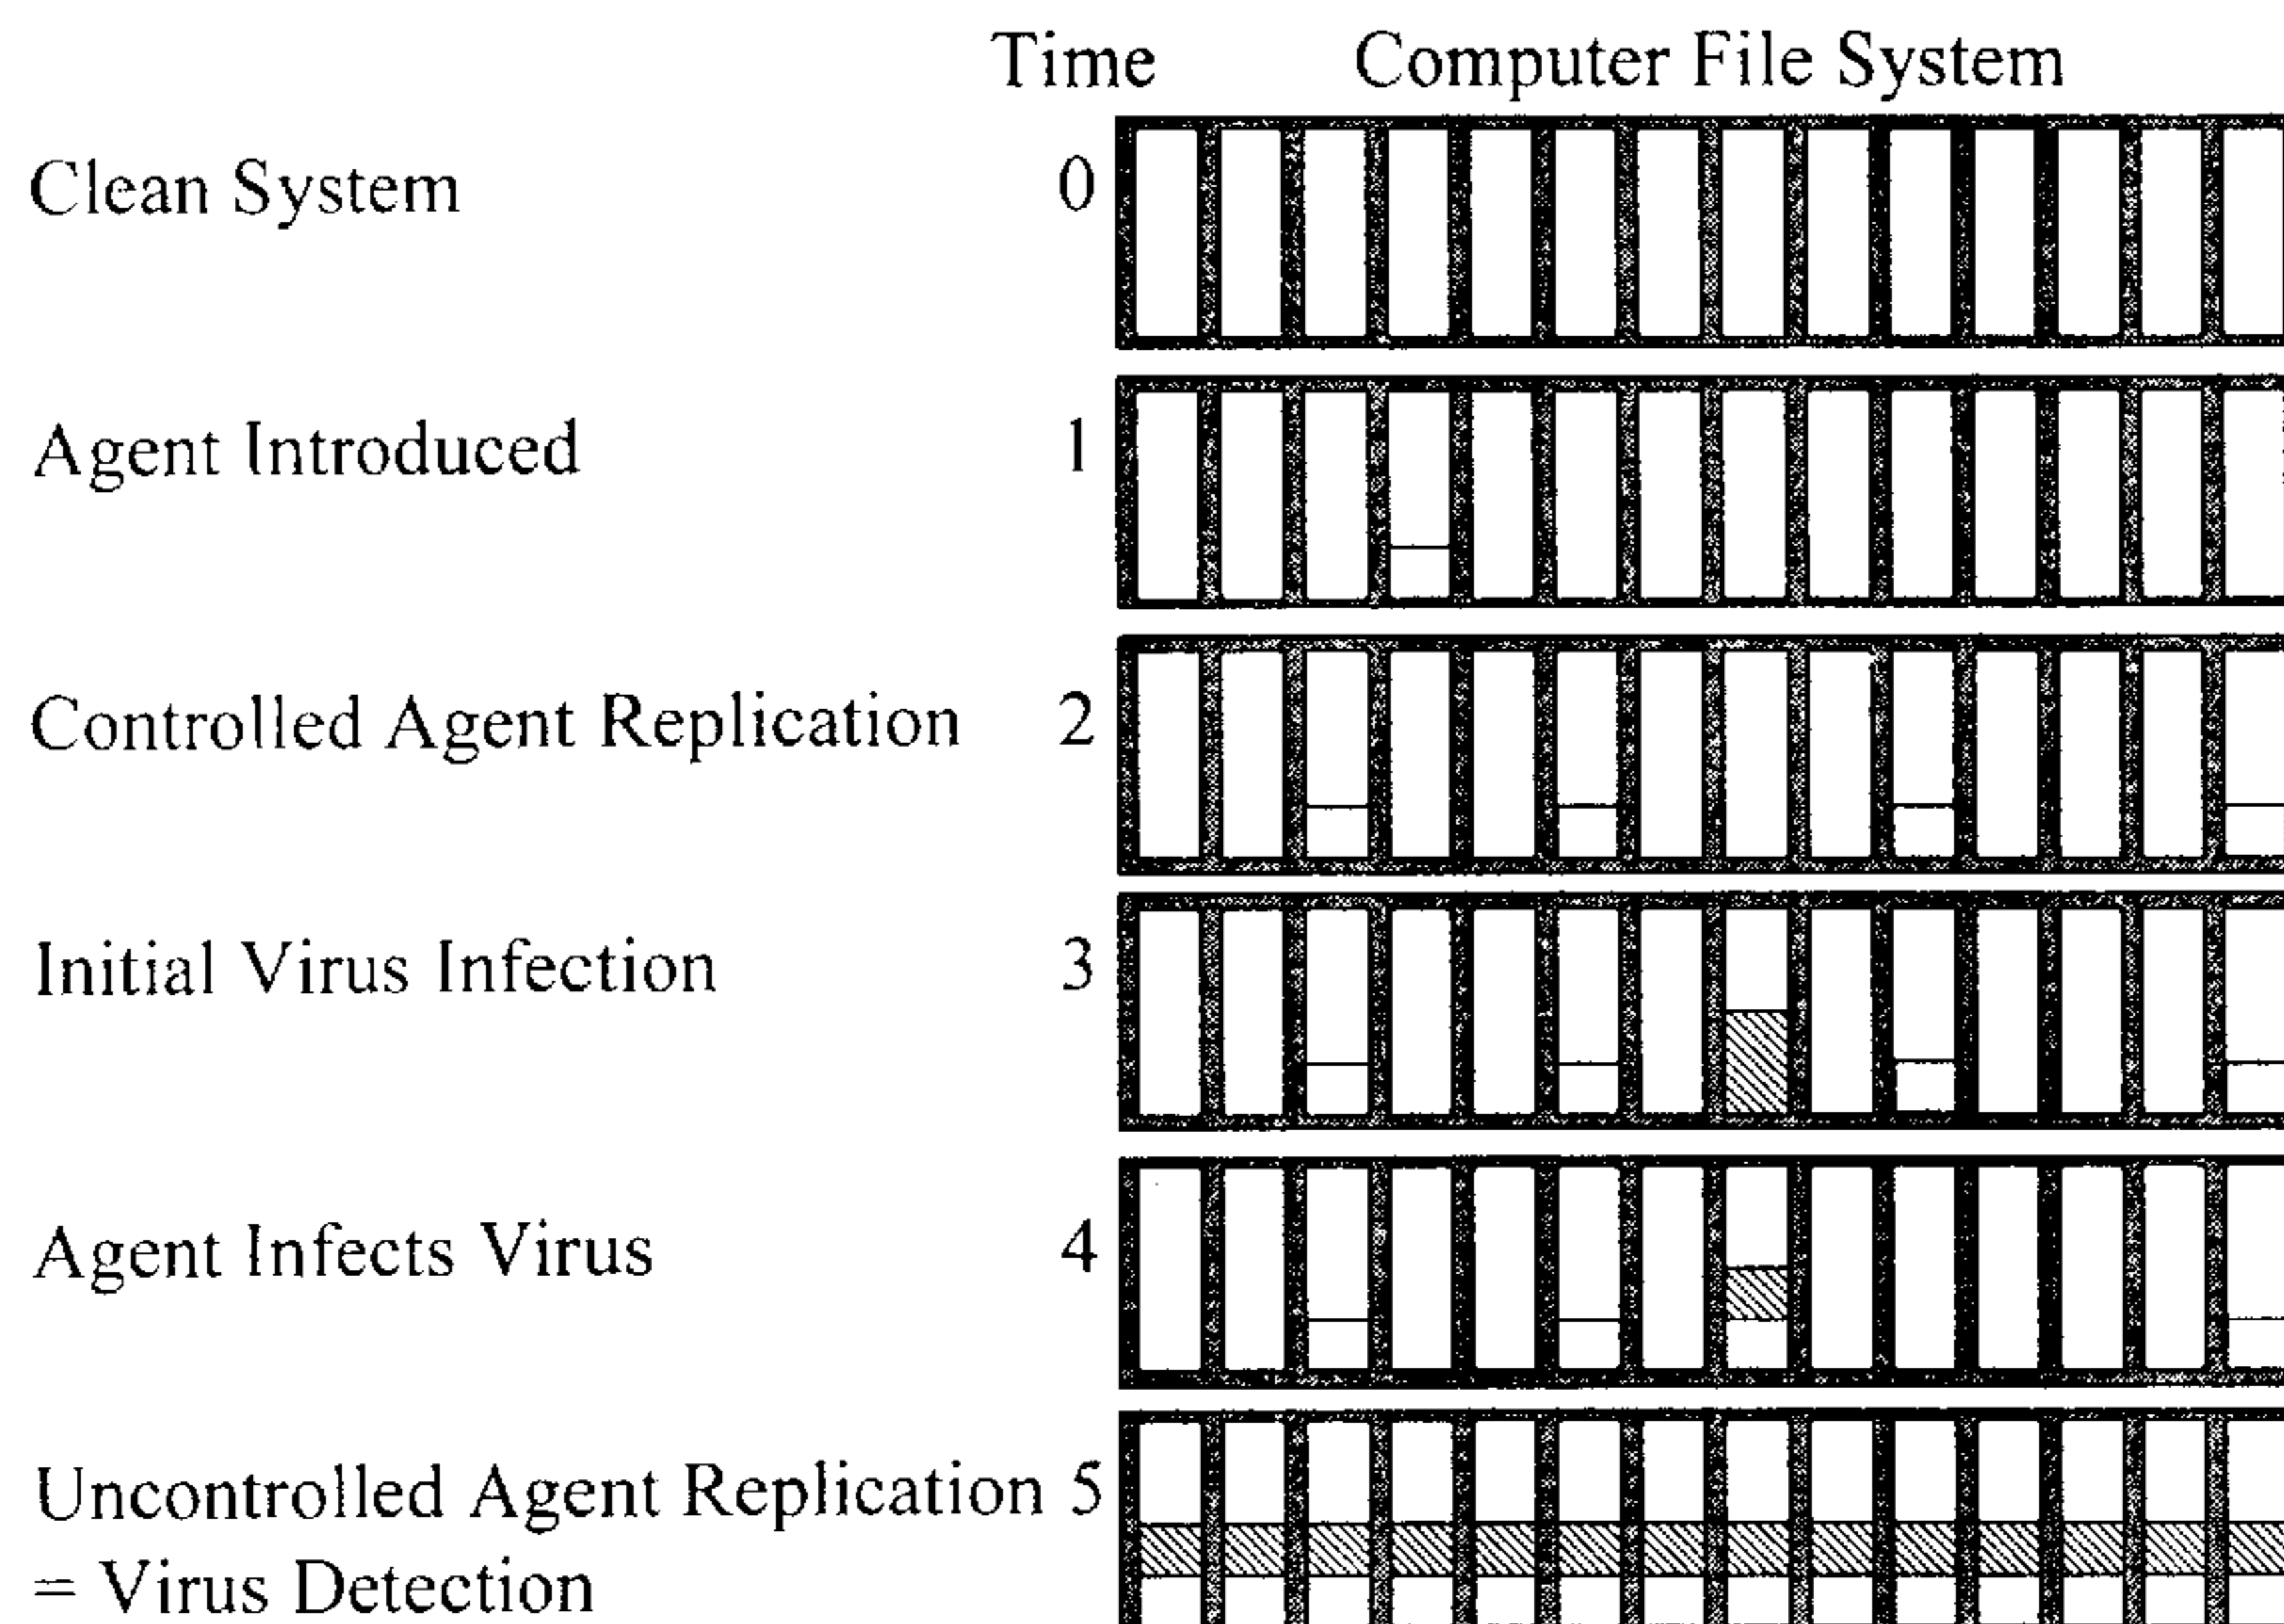 Time Computer File System
Clean System 0
Agent Introduced 1
Controlled Agent Replication 2
Initial Virus Infection 3
Agent Infects Virus 4
Uncontrolled Agent Replication 5
= Virus Detection